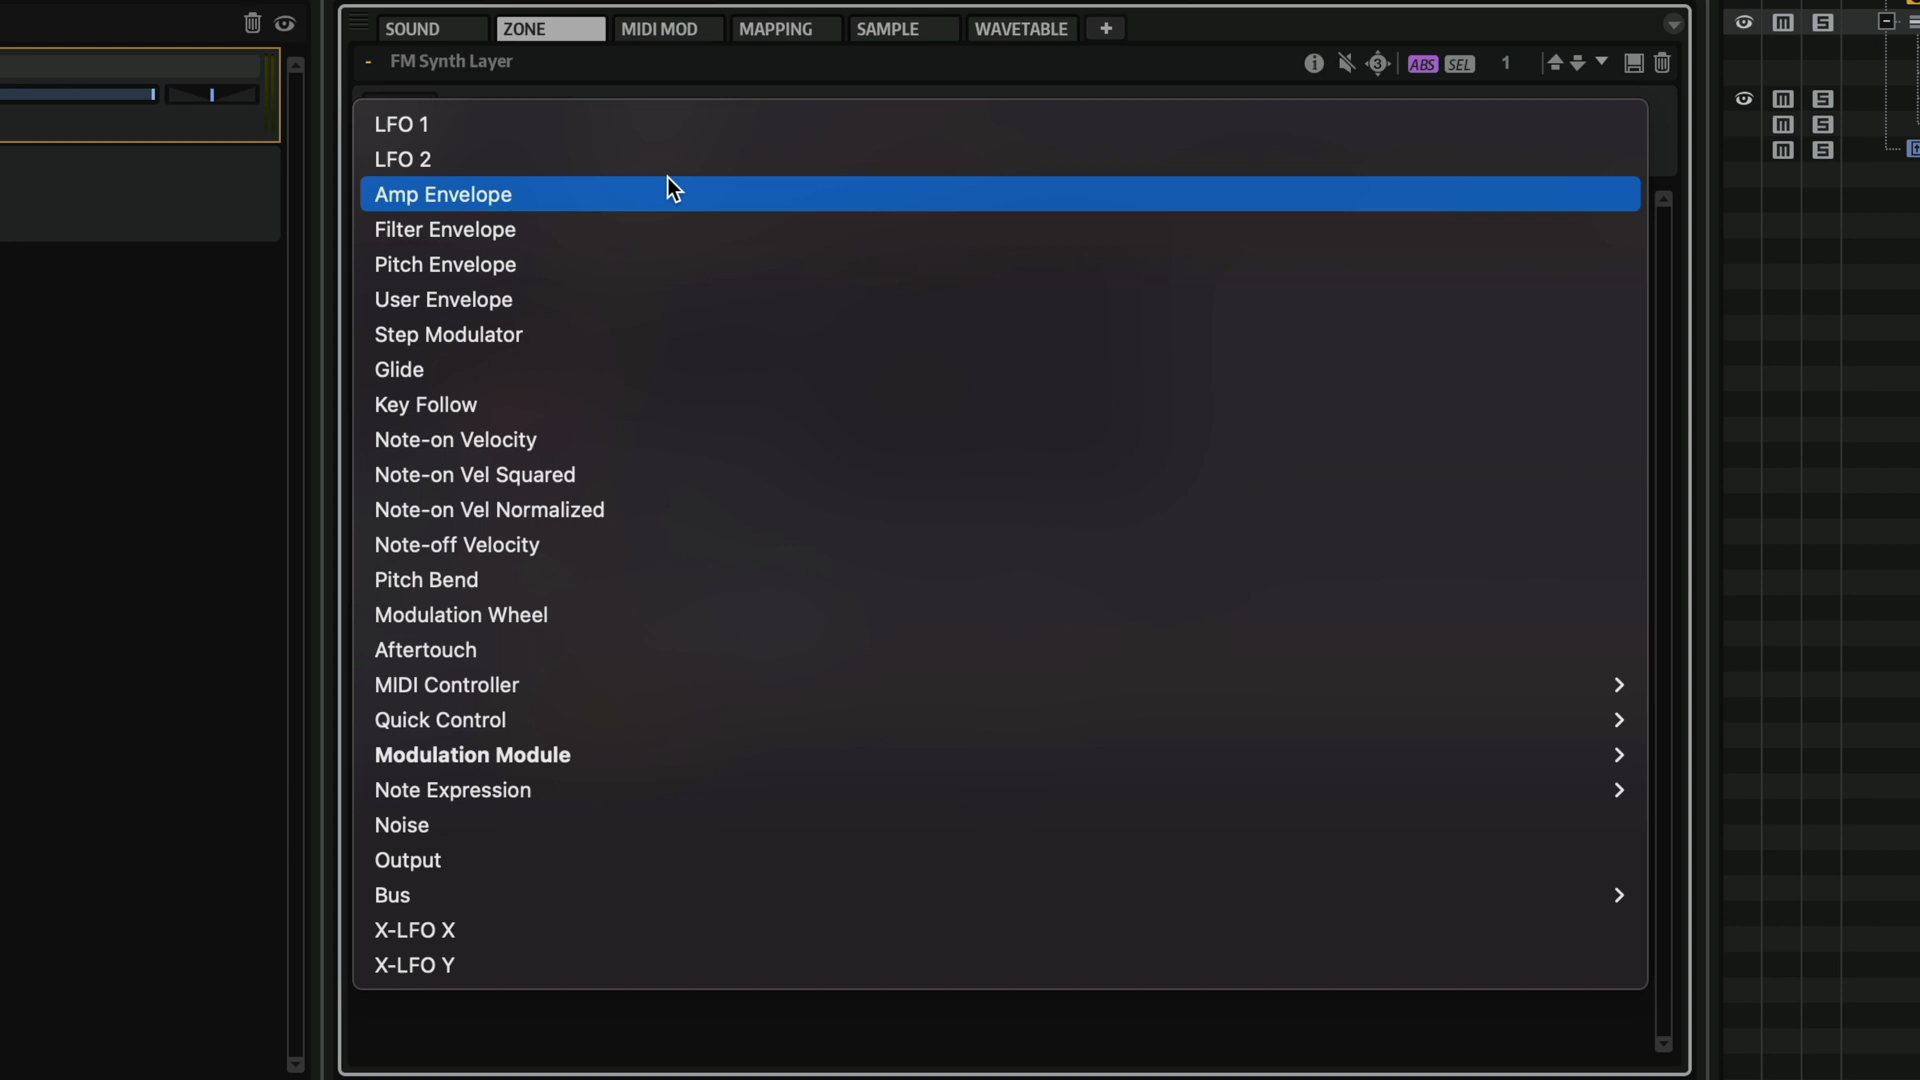 SOUND
ZONE
MIDI MOD
MAPPING
SAMPLE
WAVETABLE
+
- FM Synth Layer
3
ABS
SEL
1
LFO 1
LFO 2
Amp Envelope
Filter Envelope
Pitch Envelope
User Envelope
Step Modulator
Glide
Key Follow
Note-on Velocity
Note-on Vel Squared
Note-on Vel Normalized
Note-off Velocity
Pitch Bend
Modulation Wheel
Aftertouch
MIDI Controller
Quick Control
Modulation Module
Note Expression
Noise
Output
Bus
X-LFO X
X-LFO Y
m S
m S
m S
m S